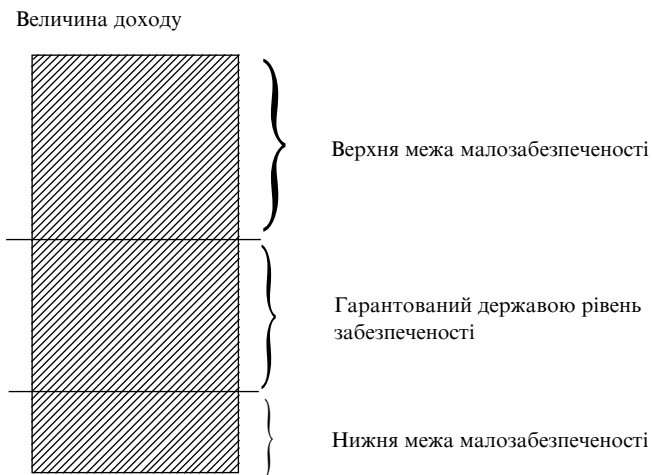 Величина доходу
Верхня межа малозабезпеченості
Гарантований державою рівень
забезпеченості
Нижня межа малозабезпеченості